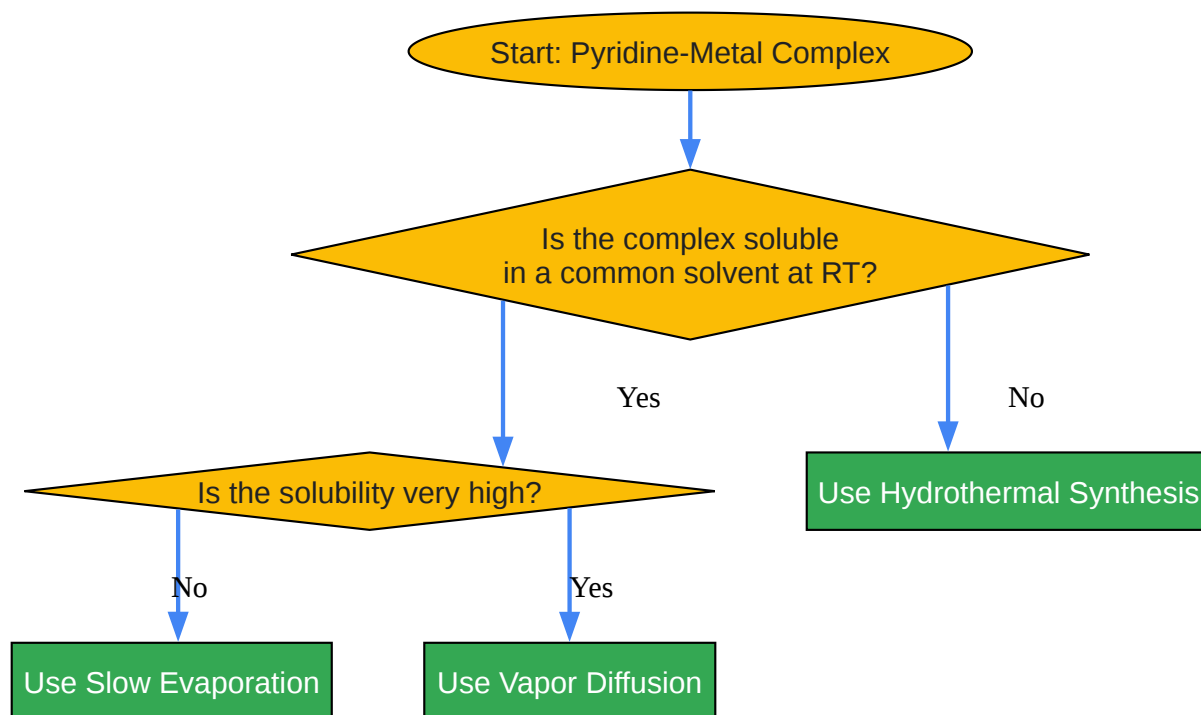 Start: Pyridine-Metal Complex
Is the complex soluble
in a common solvent at RT?
Yes
No
Is the solubility very high?
Use Hydrothermal Synthesis
No
Yes
Use Slow Evaporation
Use Vapor Diffusion